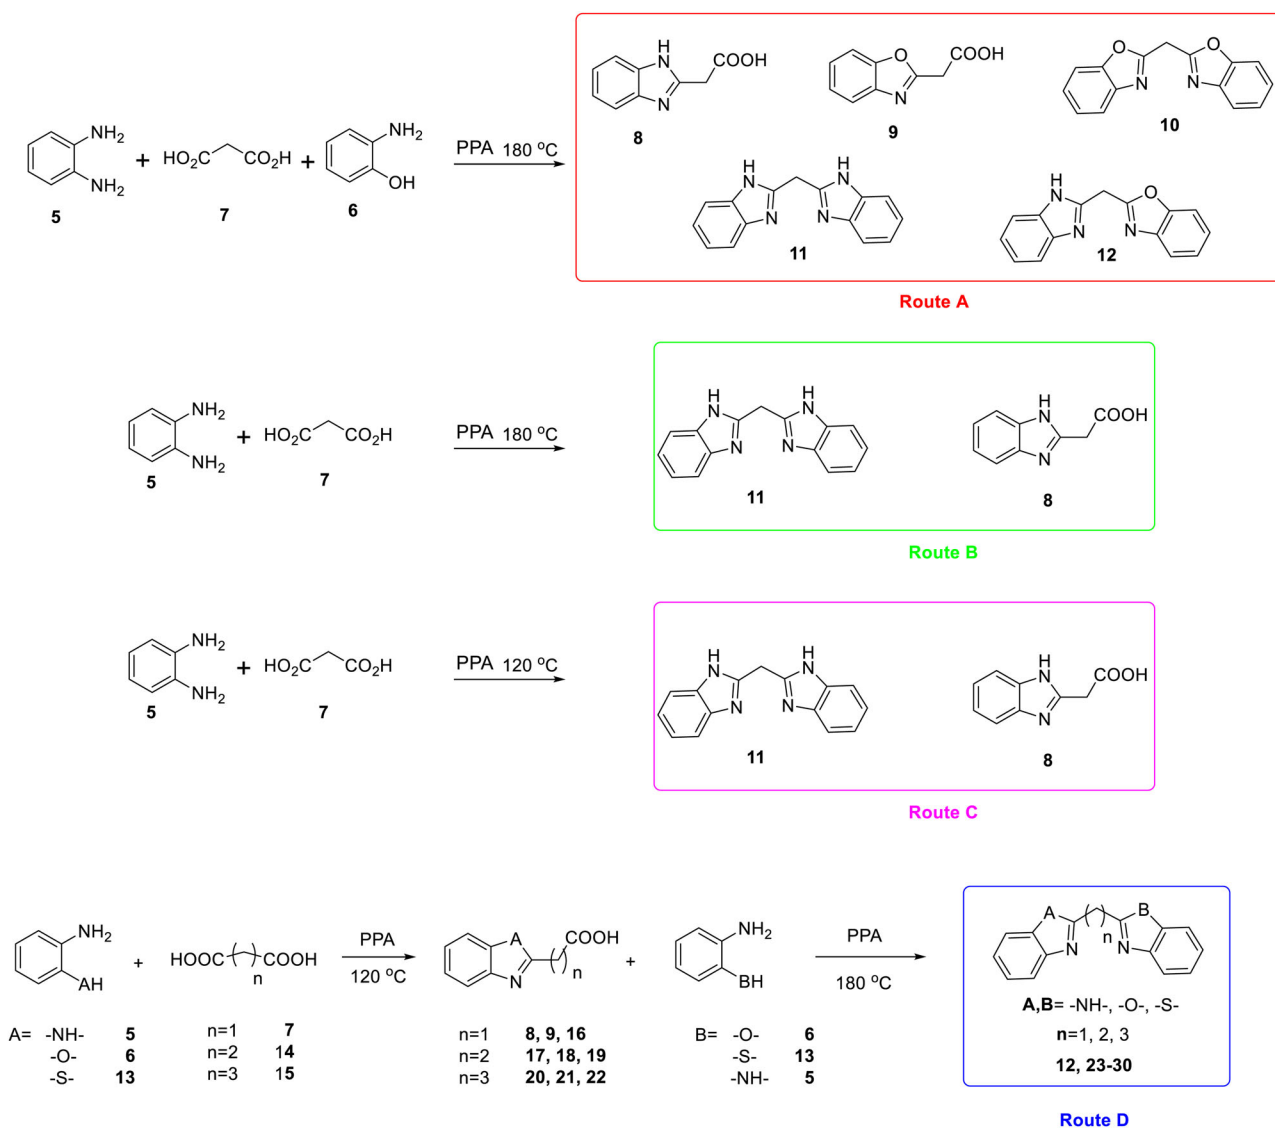 H
N
COOH
N
8
O
COOH
N
9
O
O
N
N
10
NH₂
NH₂
5
+
HO₂C
CO₂H
7
+
NH₂
OH
6
PPA 180 °C
H
N
H
N
N
N
11
H
N
O
N
N
12
Route A
NH₂
NH₂
5
+
HO₂C
CO₂H
7
PPA 180 °C
H
N
H
N
N
N
11
H
N
COOH
N
8
Route B
NH₂
NH₂
5
+
HO₂C
CO₂H
7
PPA 120 °C
H
N
H
N
N
N
11
H
N
COOH
N
8
Route C
NH₂
AH
+
HOOC
COOH
n
PPA
120 °C
A
COOH
N
n
+
NH₂
BH
PPA
180 °C
A
B
n
N
N
A,B= -NH-, -O-, -S-
n=1, 2, 3
12, 23-30
A= -NH- 5 n=1 7 n=1 8, 9, 16 B= -O- 6
-O- 6 n=2 14 n=2 17, 18, 19 -S- 13
-S- 13 n=3 15 n=3 20, 21, 22 -NH- 5
Route D